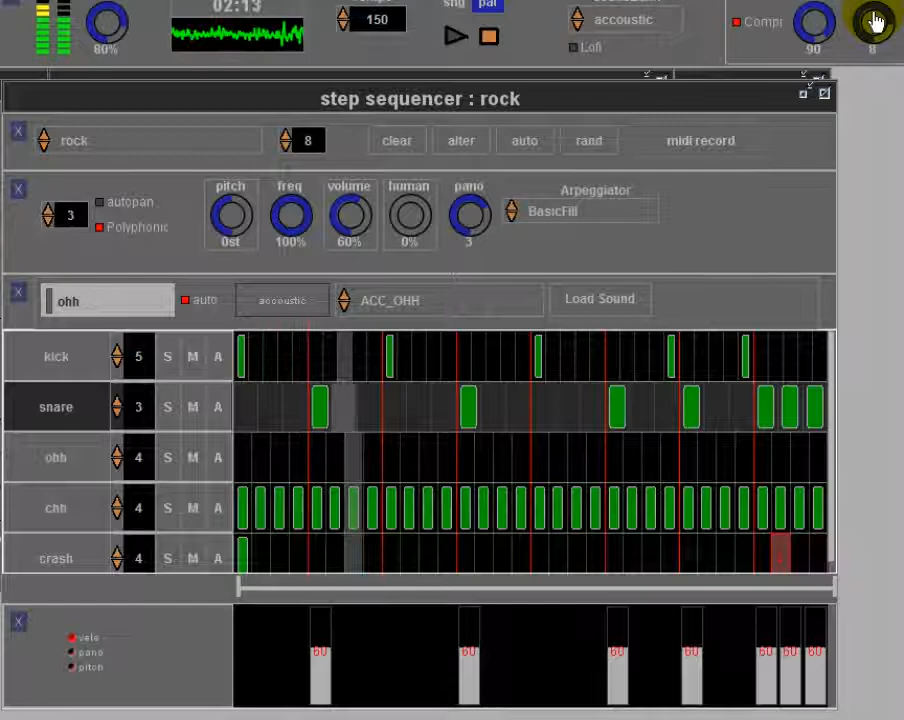 02:13
80%
150
sng pat
accoustic
Lofi
Compr
90
8
step sequencer : rock
X
rock
8
clear
alter
auto
rand
midi record
X
3
autopan
Polyphonic
pitch
freq
volume
human
pano
0st
100%
60%
0%
3
Arpeggiator
BasicFill
X
ohh
auto
accoustic
ACC_OHH
Load Sound
kick 5 S M A
snare 3 S M A
ohh 4 S M A
chh 4 S M A
crash 4 S M A
X
velo
pano
pitch
60 60 60 60 60 60 60